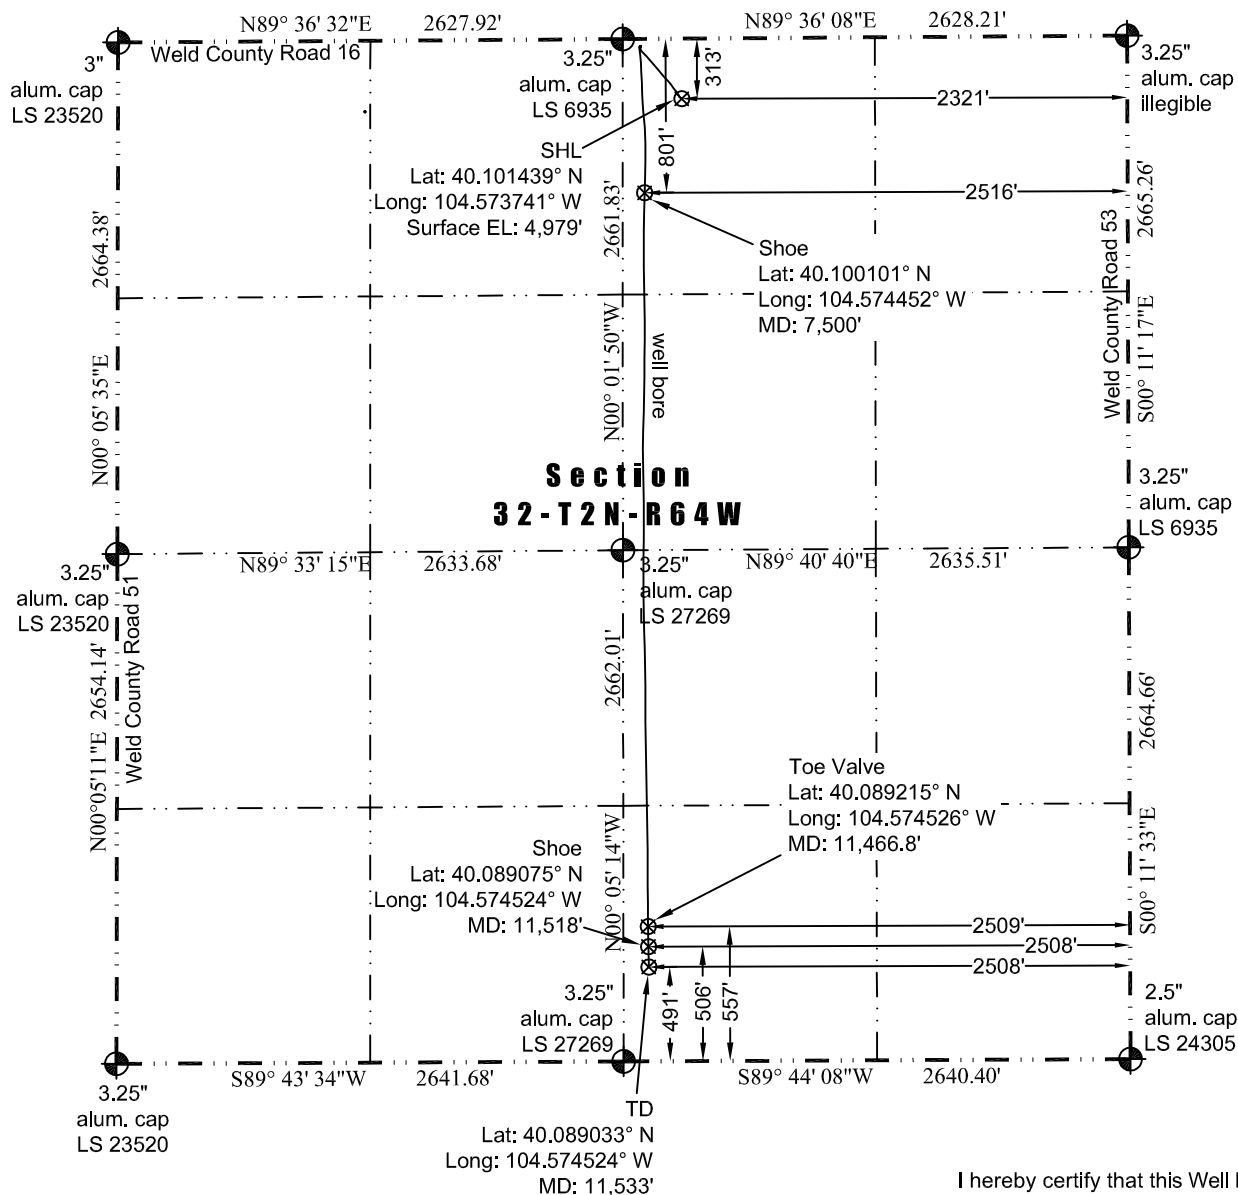 N89° 36' 32"E 2627.92'
N89° 36' 08"E 2628.21'
Weld County Road 16
3"
alum. cap
LS 23520
3.25"
alum. cap
LS 6935
313'
3.25"
alum. cap
illegible
2321'
801'
SHL
Lat: 40.101439° N
Long: 104.573741° W
Surface EL: 4,979'
2516'
2664.38'
2661.83'
2665.26'
Shoe
Lat: 40.100101° N
Long: 104.574452° W
MD: 7,500'
Weld County Road 53
N00° 05' 35"E
N00° 01' 50"W
well bore
S00° 11' 17"E
Section
32-T2N-R64W
3.25"
alum. cap
LS 6935
N89° 33' 15"E 2633.68'
N89° 40' 40"E 2635.51'
3.25"
alum. cap
LS 23520
3.25"
alum. cap
LS 27269
Weld County Road 51
N00°05'11"E 2654.14'
2662.01'
2664.66'
Toe Valve
Lat: 40.089215° N
Long: 104.574526° W
MD: 11,466.8'
Shoe
Lat: 40.089075° N
Long: 104.574524° W
MD: 11,518'
N00° 05' 14"W
S00° 11' 33"E
2509'
2508'
2508'
491'
506'
557'
3.25"
alum. cap
LS 27269
2.5"
alum. cap
LS 24305
S89° 43' 34"W 2641.68'
S89° 44' 08"W 2640.40'
3.25"
alum. cap
LS 23520
TD
Lat: 40.089033° N
Long: 104.574524° W
MD: 11,533'
I hereby certify that this Well